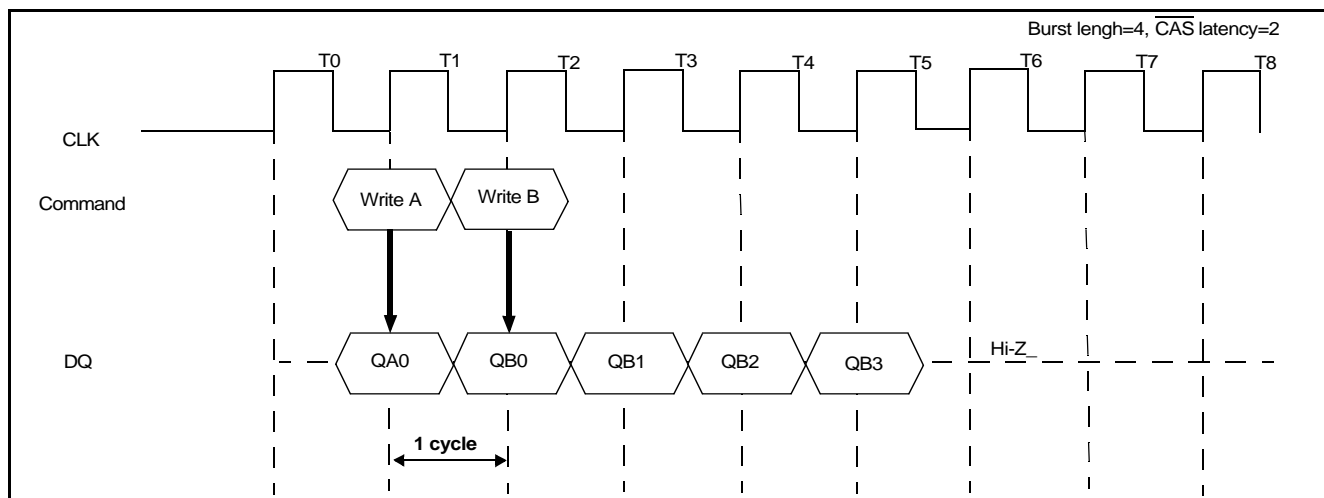 Burst lengh=4, CAS latency=2
T0 T1 T2 T3 T4 T5 T6 T7 T8
CLK
Command Write A Write B
DQ QA0 QB0 QB1 QB2 QB3 Hi-Z_
1 cycle